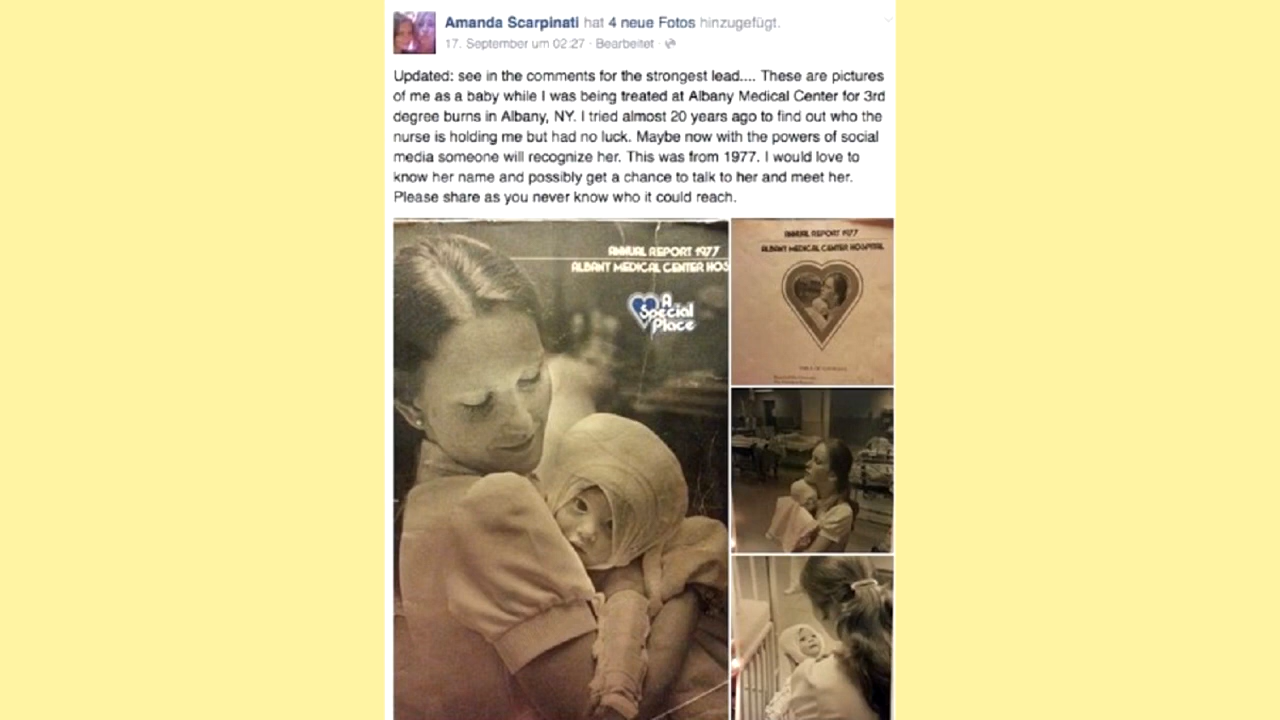 Amanda Scarpinati hat 4 neue Fotos hinzugefügt.
17. September um 02:27 · Bearbeitet ·
Updated: see in the comments for the strongest lead.... These are pictures
of me as a baby while I was being treated at Albany Medical Center for 3rd
degree burns in Albany, NY. I tried almost 20 years ago to find out who the
nurse is holding me but had no luck. Maybe now with the powers of social
media someone will recognize her. This was from 1977. I would love to
know her name and possibly get a chance to talk to her and meet her.
Please share as you never know who it could reach.
ANNUAL REPORT 1977
ALBANY MEDICAL CENTER HOS
A
Special
Place
ANNUAL REPORT 1977
ALBANY MEDICAL CENTER HOSPITAL